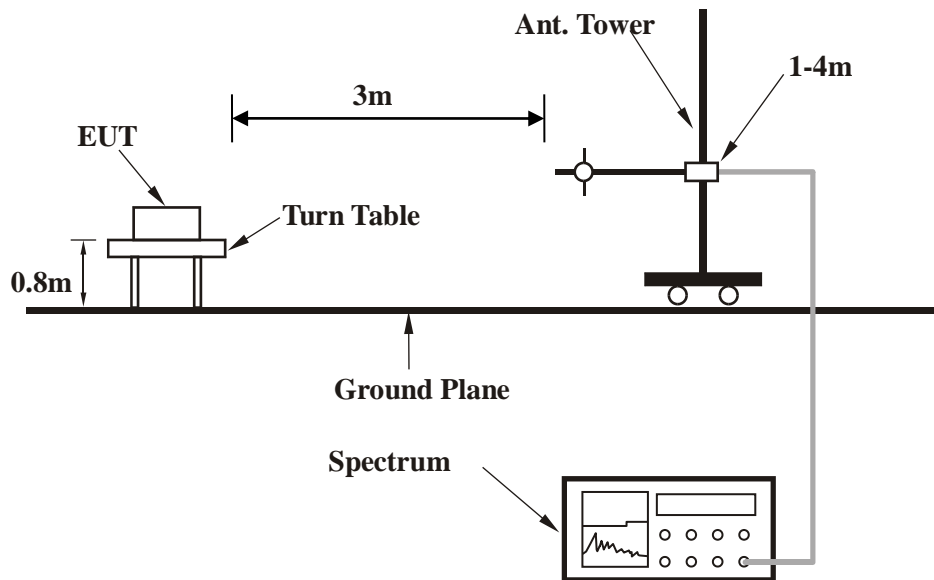 Ant. Tower
1-4m
3m
EUT
Turn Table
0.8m
Ground Plane
Spectrum